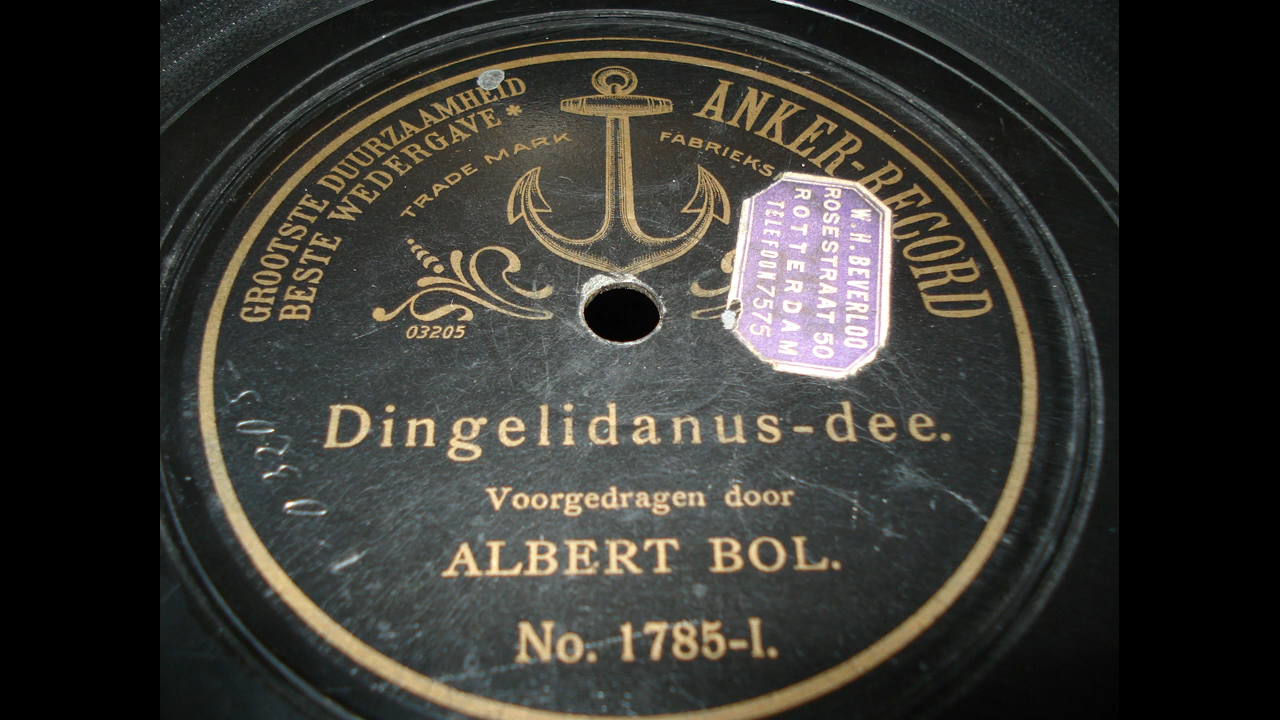 GROOTSTE DUURZAAMHEID
BESTE WEDERGAVE *
TRADE MARK
FABRIEKS
ANKER-RECORD
W. H. BEVERLOO
ROSESTRAAT 50
ROTTERDAM
TELEFOON 7575
03205
Dingelidanus-dee.
Voorgedragen door
ALBERT BOL.
No. 1785-I.